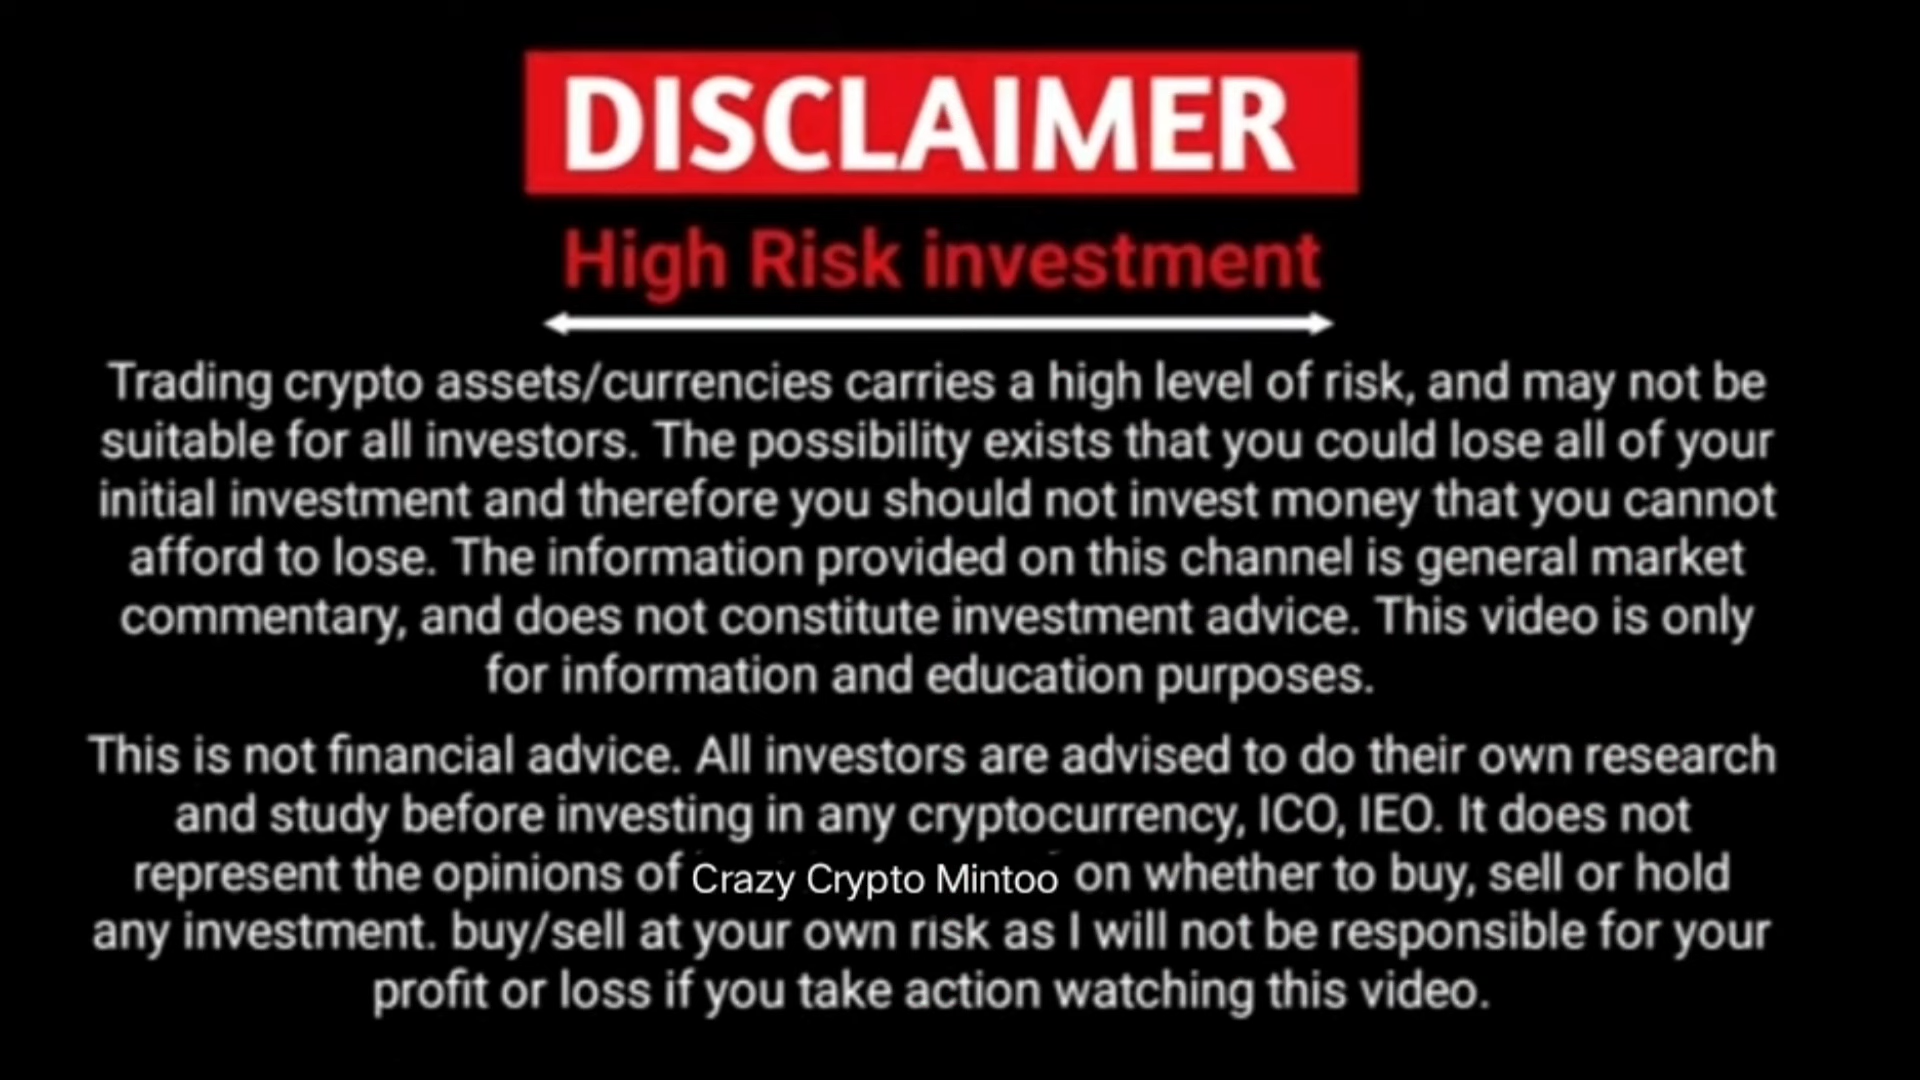 DISCLAIMER
High Risk investment
Trading crypto assets/currencies carries a high level of risk, and may not be
suitable for all investors. The possibility exists that you could lose all of your
initial investment and therefore you should not invest money that you cannot
afford to lose. The information provided on this channel is general market
commentary, and does not constitute investment advice. This video is only
for information and education purposes.
This is not financial advice. All investors are advised to do their own research
and study before investing in any cryptocurrency, ICO, IEO. It does not
represent the opinions of Crazy Crypto Mintoo on whether to buy, sell or hold
any investment. buy/sell at your own risk as I will not be responsible for your
profit or loss if you take action watching this video.